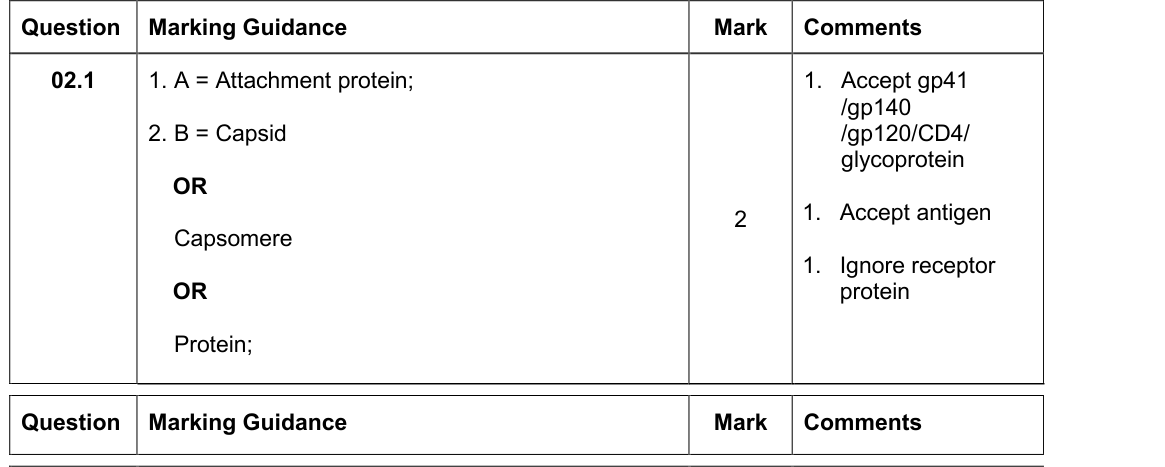 Question Marking Guidance Mark Comments
02.1 1. A = Attachment protein;
2. B = Capsid
OR
Capsomere
OR
Protein;
2
1. Accept gp41
/gp140
/gp120/CD4/
glycoprotein
1. Accept antigen
1. Ignore receptor
protein
Question Marking Guidance Mark Comments